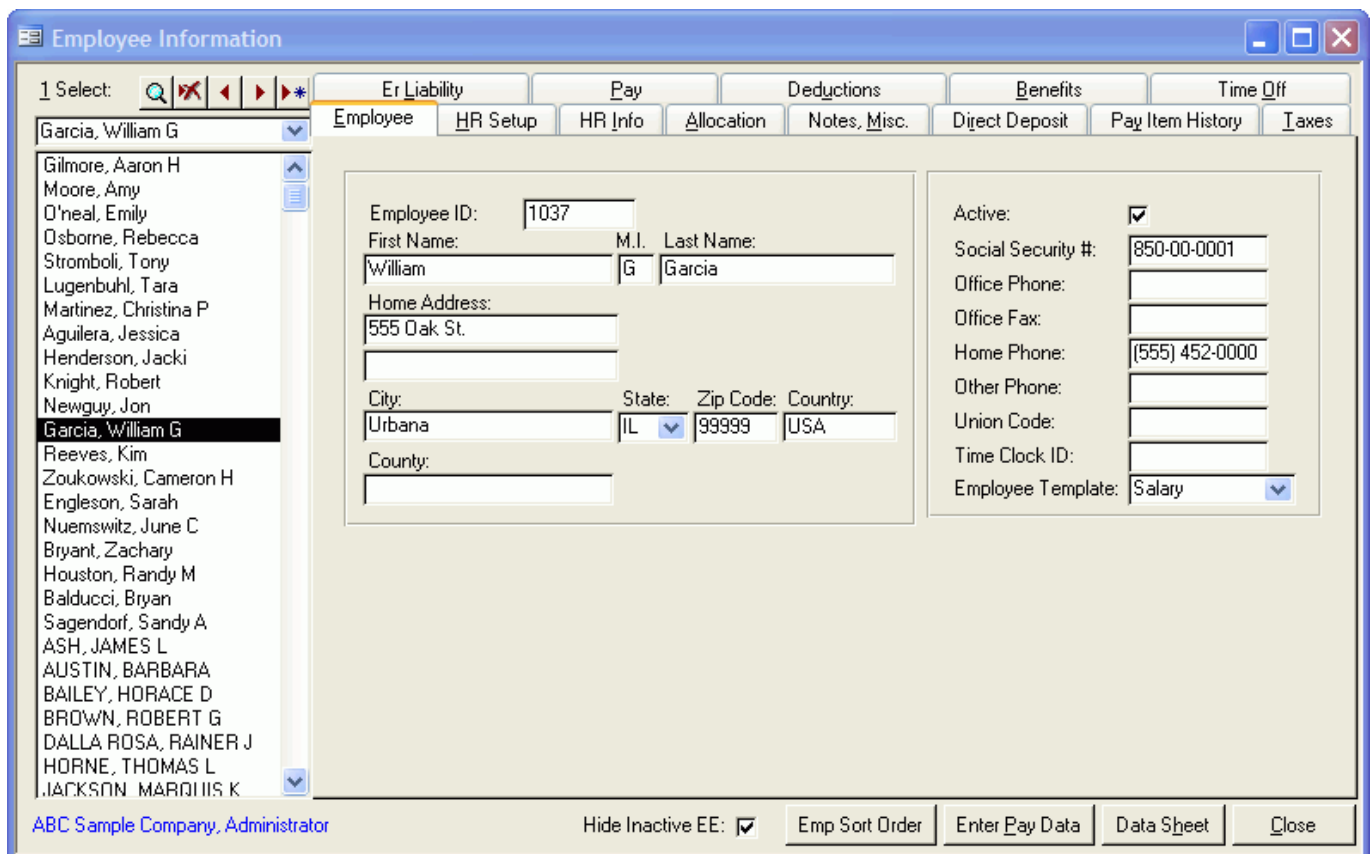 Employee Information
1 Select:
Er Liability Pay Deductions Benefits Time Off
Employee HR Setup HR Info Allocation Notes, Misc. Direct Deposit Pay Item History Taxes
Garcia, William G
Gilmore, Aaron H
Moore, Amy
O'neal, Emily
Osborne, Rebecca
Stromboli, Tony
Lugenbuhl, Tara
Martinez, Christina P
Aguilera, Jessica
Henderson, Jacki
Knight, Robert
Newguy, Jon
Garcia, William G
Reeves, Kim
Zoukowski, Cameron H
Engleson, Sarah
Nuemswitz, June C
Bryant, Zachary
Houston, Randy M
Balducci, Bryan
Sagendorf, Sandy A
ASH, JAMES L
AUSTIN, BARBARA
BAILEY, HORACE D
BROWN, ROBERT G
DALLA ROSA, RAINER J
HORNE, THOMAS L
JACKSON, MARQUIS K
Employee ID: 1037
First Name: M.I. Last Name:
William G Garcia
Home Address:
555 Oak St.
City: State: Zip Code: Country:
Urbana IL 99999 USA
County:
Active:
Social Security #: 850-00-0001
Office Phone:
Office Fax:
Home Phone: (555) 452-0000
Other Phone:
Union Code:
Time Clock ID:
Employee Template: Salary
ABC Sample Company, Administrator
Hide Inactive EE: Emp Sort Order Enter Pay Data Data Sheet Close